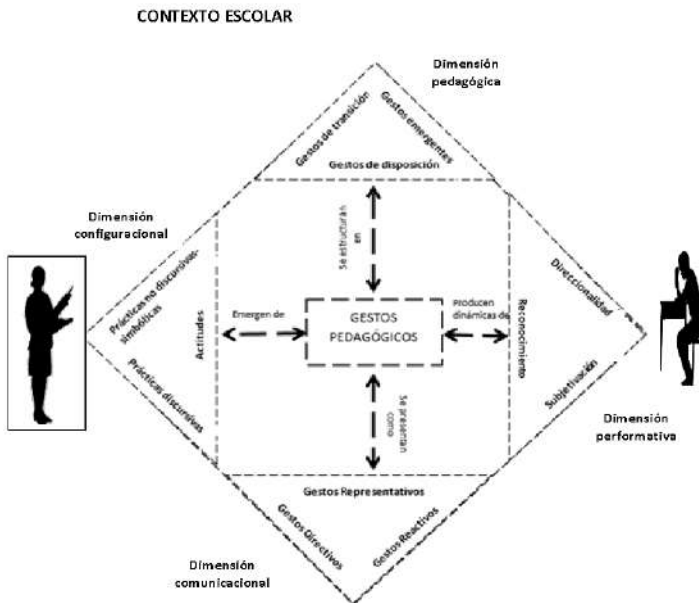 CONTEXTO ESCOLAR
Dimensión
pedagógica
Gestos de transición
Gestos emergentes
Gestos de disposición
Dimensión
configuracional
Se estructurán
en
Prácticas no discursivas-
simbólicas
Actitudes
Prácticas discursivas
Emergen de
GESTOS
PEDAGÓGICOS
Producen
dinámicas de
Reconocimiento
Direccionalidad
Subjetivación
Dimensión
performativa
Se presentan
como
Gestos Representativos
Gestos Directivos
Gestos Reactivos
Dimensión
comunicacional